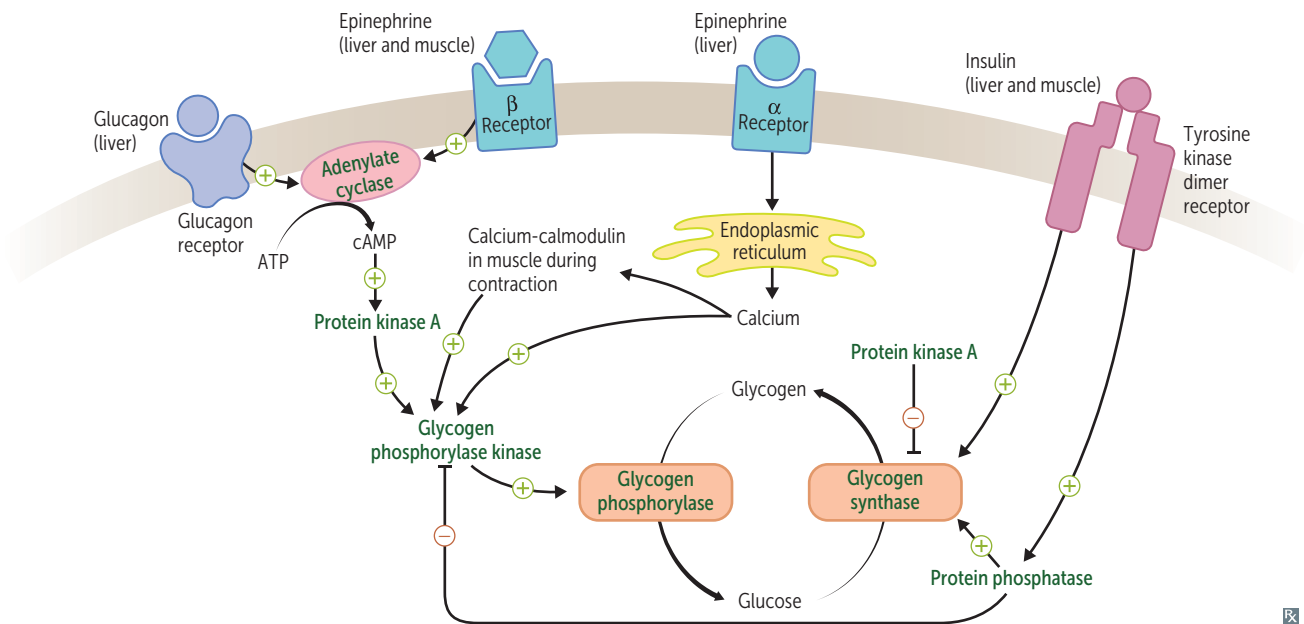 Epinephrine
(liver and muscle)
Epinephrine
(liver)
Insulin
(liver and muscle)
Glucagon
(liver)
β
Receptor
α
Receptor
Tyrosine
kinase
dimer
receptor
Adenylate
cyclase
+
+
Glucagon
receptor
ATP
cAMP
Calcium-calmodulin
in muscle during
contraction
Endoplasmic
reticulum
+
Protein kinase A
Calcium
+
+
+
Protein kinase A
+
Glycogen
−
Glycogen
phosphorylase kinase
Glycogen
phosphorylase
Glycogen
synthase
+
+
−
+
Protein phosphatase
Glucose
Rx